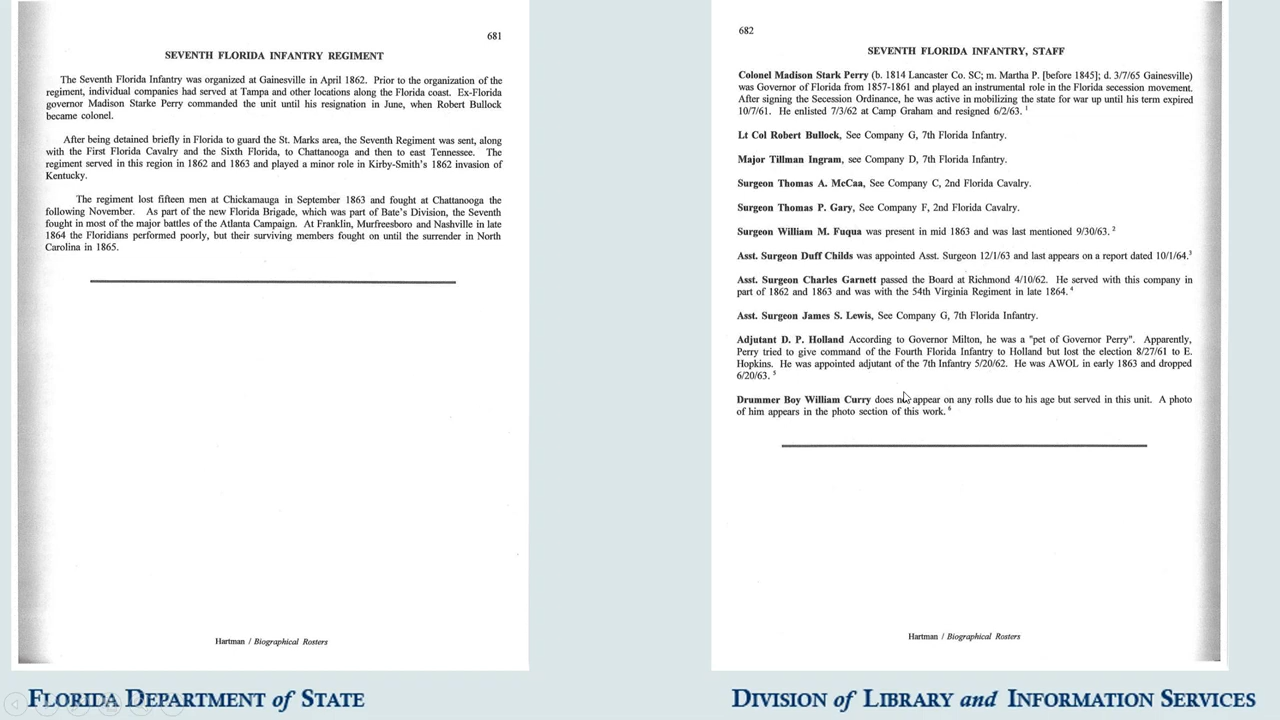 681
SEVENTH FLORIDA INFANTRY REGIMENT
The Seventh Florida Infantry was organized at Gainesville in April 1862. Prior to the organization of the
regiment, individual companies had served at Tampa and other locations along the Florida coast. Ex-Florida
governor Madison Starke Perry commanded the unit until his resignation in June, when Robert Bullock
became colonel.
After being detained briefly in Florida to guard the St. Marks area, the Seventh Regiment was sent, along
with the First Florida Cavalry and the Sixth Florida, to Chattanooga and then to east Tennessee. The
regiment served in this region in 1862 and 1863 and played a minor role in Kirby-Smith's 1862 invasion of
Kentucky.
The regiment lost fifteen men at Chickamauga in September 1863 and fought at Chattanooga the
following November. As part of the new Florida Brigade, which was part of Bate's Division, the Seventh
fought in most of the major battles of the Atlanta Campaign. At Franklin, Murfreesboro and Nashville in late
1864 the Floridians performed poorly, but their surviving members fought on until the surrender in North
Carolina in 1865.
Hartman / Biographical Rosters
682
SEVENTH FLORIDA INFANTRY, STAFF
Colonel Madison Stark Perry (b. 1814 Lancaster Co. SC; m. Martha P. [before 1845]; d. 3/7/65 Gainesville)
was Governor of Florida from 1857-1861 and played an instrumental role in the Florida secession movement.
After signing the Secession Ordinance, he was active in mobilizing the state for war up until his term expired
10/7/61. He enlisted 7/3/62 at Camp Graham and resigned 6/2/63. 1
Lt Col Robert Bullock, See Company G, 7th Florida Infantry.
Major Tillman Ingram, see Company D, 7th Florida Infantry.
Surgeon Thomas A. McCaa, See Company C, 2nd Florida Cavalry.
Surgeon Thomas P. Gary, See Company F, 2nd Florida Cavalry.
Surgeon William M. Fuqua was present in mid 1863 and was last mentioned 9/30/63. 2
Asst. Surgeon Duff Childs was appointed Asst. Surgeon 12/1/63 and last appears on a report dated 10/1/64.3
Asst. Surgeon Charles Garnett passed the Board at Richmond 4/10/62. He served with this company in
part of 1862 and 1863 and was with the 54th Virginia Regiment in late 1864. 4
Asst. Surgeon James S. Lewis, See Company G, 7th Florida Infantry.
Adjutant D. P. Holland According to Governor Milton, he was a "pet of Governor Perry". Apparently,
Perry tried to give command of the Fourth Florida Infantry to Holland but lost the election 8/27/61 to E.
Hopkins. He was appointed adjutant of the 7th Infantry 5/20/62. He was AWOL in early 1863 and dropped
6/20/63. 5
Drummer Boy William Curry does not appear on any rolls due to his age but served in this unit. A photo
of him appears in the photo section of this work. 6
Hartman / Biographical Rosters
FLORIDA DEPARTMENT of STATE
DIVISION of LIBRARY and INFORMATION SERVICES